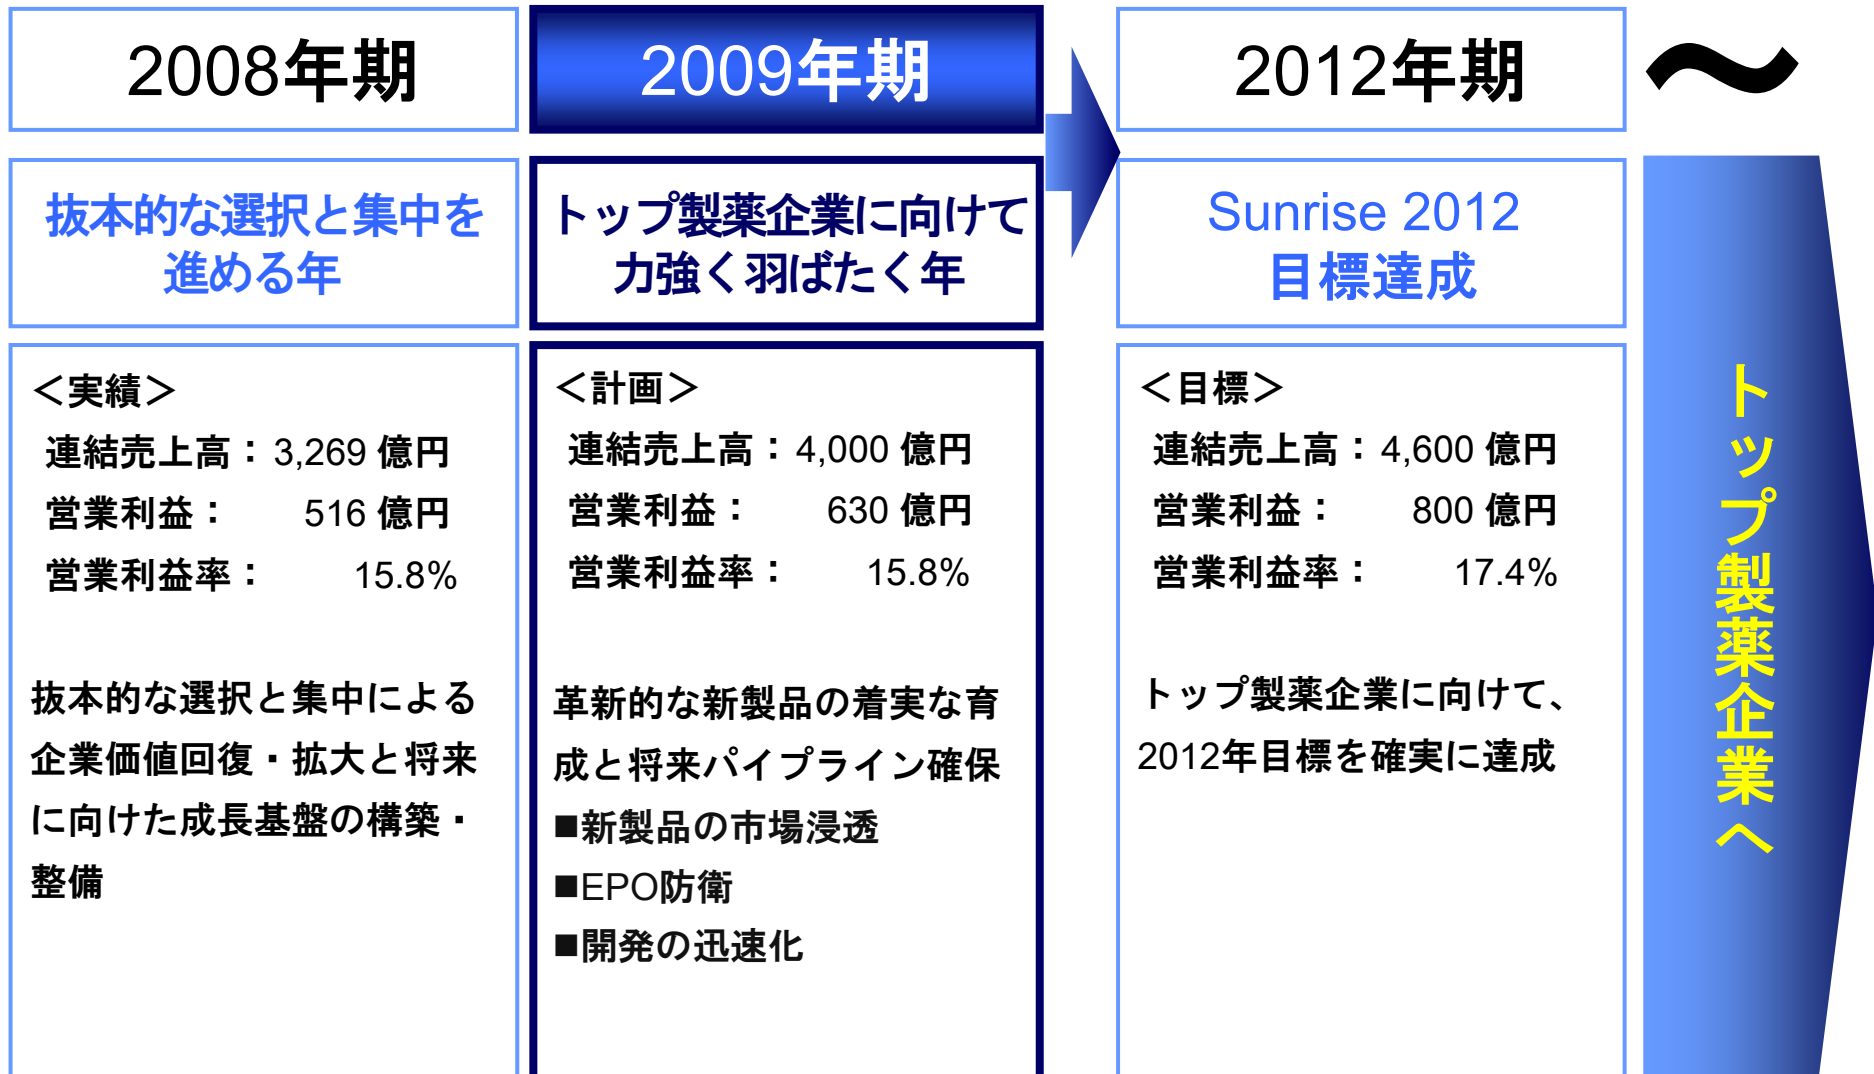 2008年期
抜本的な選択と集中を
進める年
＜実績＞
連結売上高：3,269 億円
営業利益： 516 億円
営業利益率： 15.8%
抜本的な選択と集中による
企業価値回復・拡大と将来
に向けた成長基盤の構築・
整備
2009年期
トップ製薬企業に向けて
力強く羽ばたく年
＜計画＞
連結売上高：4,000 億円
営業利益： 630 億円
営業利益率： 15.8%
革新的な新製品の着実な育
成と将来パイプライン確保
■新製品の市場浸透
■EPO防衛
■開発の迅速化
2012年期
Sunrise 2012
目標達成
＜目標＞
連結売上高：4,600 億円
営業利益： 800 億円
営業利益率： 17.4%
トップ製薬企業に向けて、
2012年目標を確実に達成
～
トップ製薬企業へ